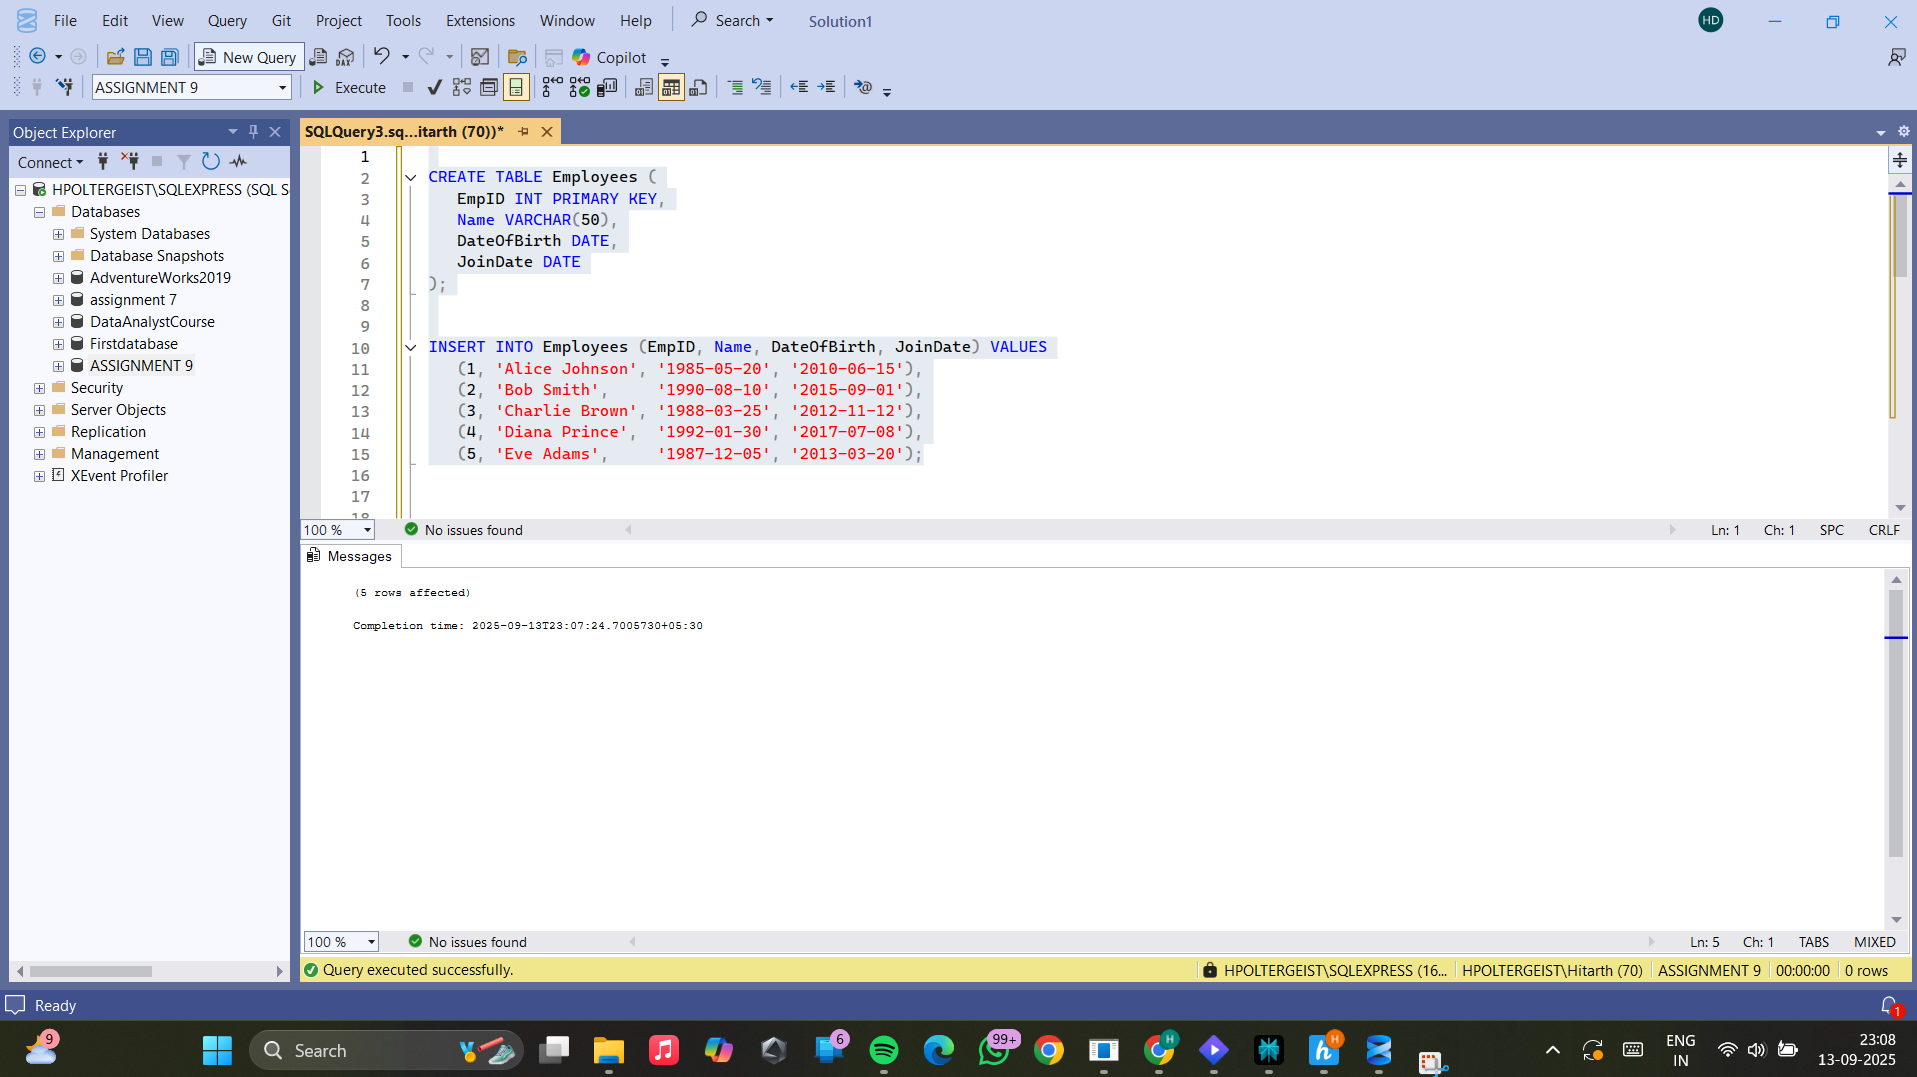 File Edit View Query Git Project Tools Extensions Window Help Search Solution1 HD
New Query DAX Copilot
ASSIGNMENT 9 Execute
Object Explorer
Connect
HPOLTERGEIST\SQLEXPRESS (SQL S
Databases
System Databases
Database Snapshots
AdventureWorks2019
assignment 7
DataAnalystCourse
Firstdatabase
ASSIGNMENT 9
Security
Server Objects
Replication
Management
XEvent Profiler
SQLQuery3.sq...itarth (70))*
1
2 CREATE TABLE Employees (
3 EmpID INT PRIMARY KEY,
4 Name VARCHAR(50),
5 DateOfBirth DATE,
6 JoinDate DATE
7 );
8
9
10 INSERT INTO Employees (EmpID, Name, DateOfBirth, JoinDate) VALUES
11 (1, 'Alice Johnson', '1985-05-20', '2010-06-15'),
12 (2, 'Bob Smith', '1990-08-10', '2015-09-01'),
13 (3, 'Charlie Brown', '1988-03-25', '2012-11-12'),
14 (4, 'Diana Prince', '1992-01-30', '2017-07-08'),
15 (5, 'Eve Adams', '1987-12-05', '2013-03-20');
16
17
18
100 % No issues found Ln: 1 Ch: 1 SPC CRLF
Messages
(5 rows affected)
Completion time: 2025-09-13T23:07:24.7005730+05:30
100 % No issues found Ln: 5 Ch: 1 TABS MIXED
Query executed successfully. HPOLTERGEIST\SQLEXPRESS (16... HPOLTERGEIST\Hitarth (70) ASSIGNMENT 9 00:00:00 0 rows
Ready 1
9 Search 6 99+ H H h ENG IN 23:08
13-09-2025